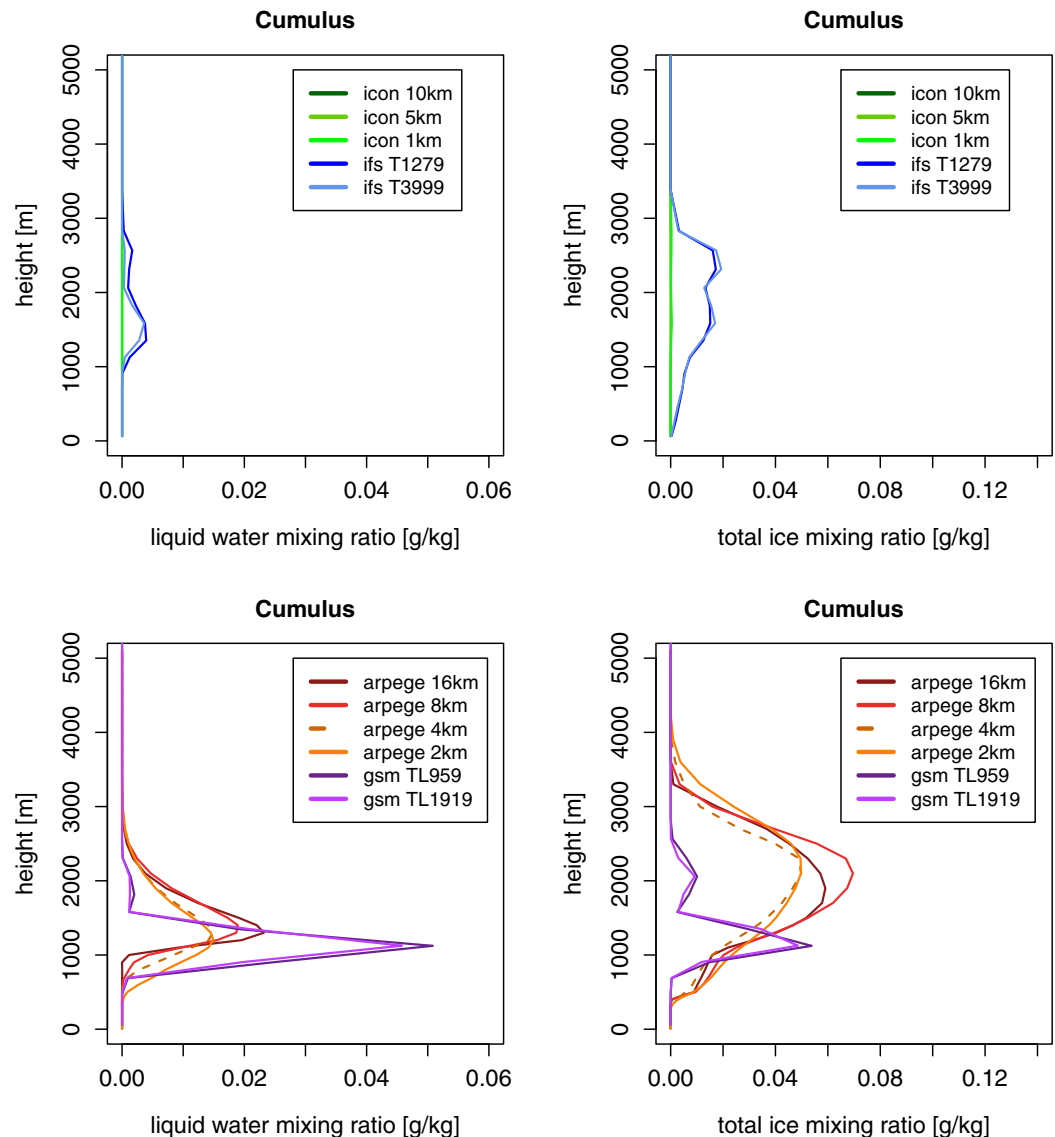 Cumulus
5000
4000
3000
2000
1000
0
height [m]
icon 10km
icon 5km
icon 1km
ifs T1279
ifs T3999
0.00 0.02 0.04 0.06
liquid water mixing ratio [g/kg]
Cumulus
5000
4000
3000
2000
1000
0
height [m]
icon 10km
icon 5km
icon 1km
ifs T1279
ifs T3999
0.00 0.04 0.08 0.12
total ice mixing ratio [g/kg]
Cumulus
5000
4000
3000
2000
1000
0
height [m]
arpege 16km
arpege 8km
arpege 4km
arpege 2km
gsm TL959
gsm TL1919
0.00 0.02 0.04 0.06
liquid water mixing ratio [g/kg]
Cumulus
5000
4000
3000
2000
1000
0
height [m]
arpege 16km
arpege 8km
arpege 4km
arpege 2km
gsm TL959
gsm TL1919
0.00 0.04 0.08 0.12
total ice mixing ratio [g/kg]